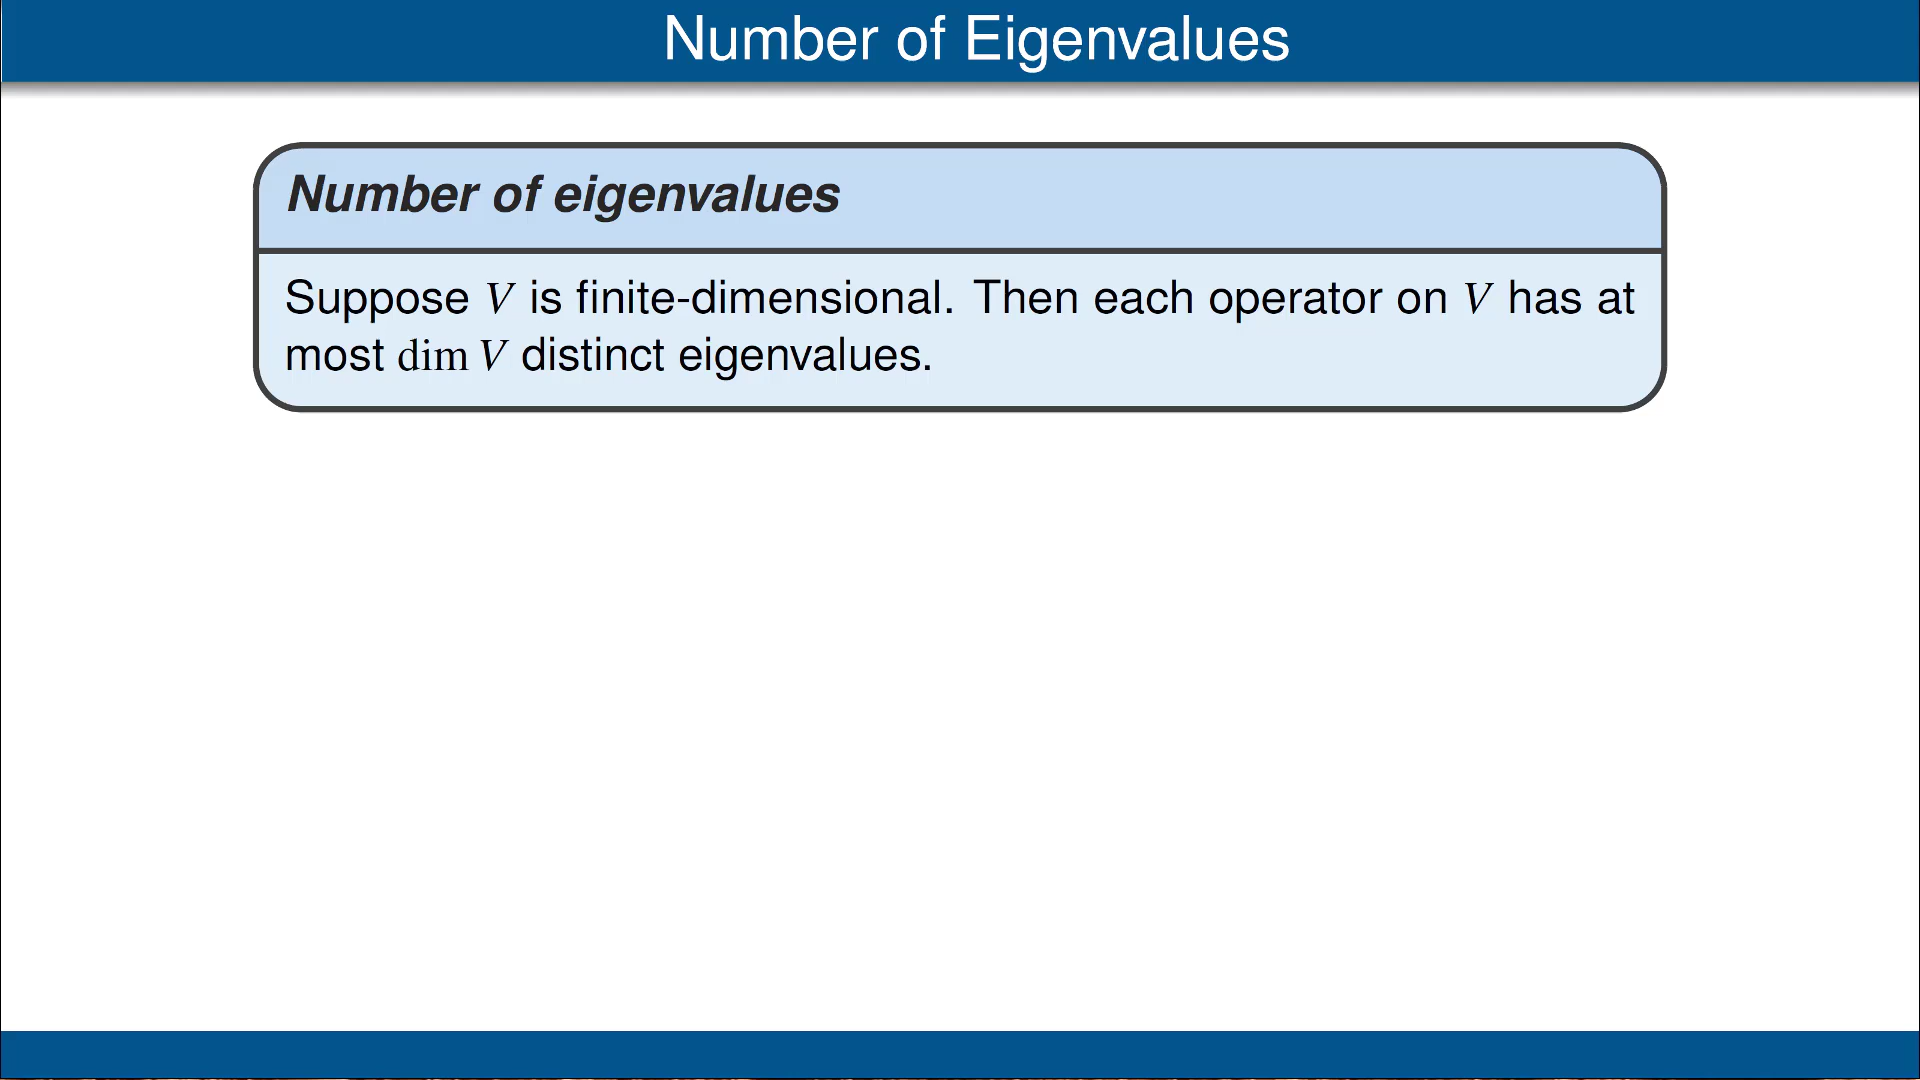 Number of Eigenvalues
Number of eigenvalues
Suppose V is finite-dimensional. Then each operator on V has at
most dim V distinct eigenvalues.